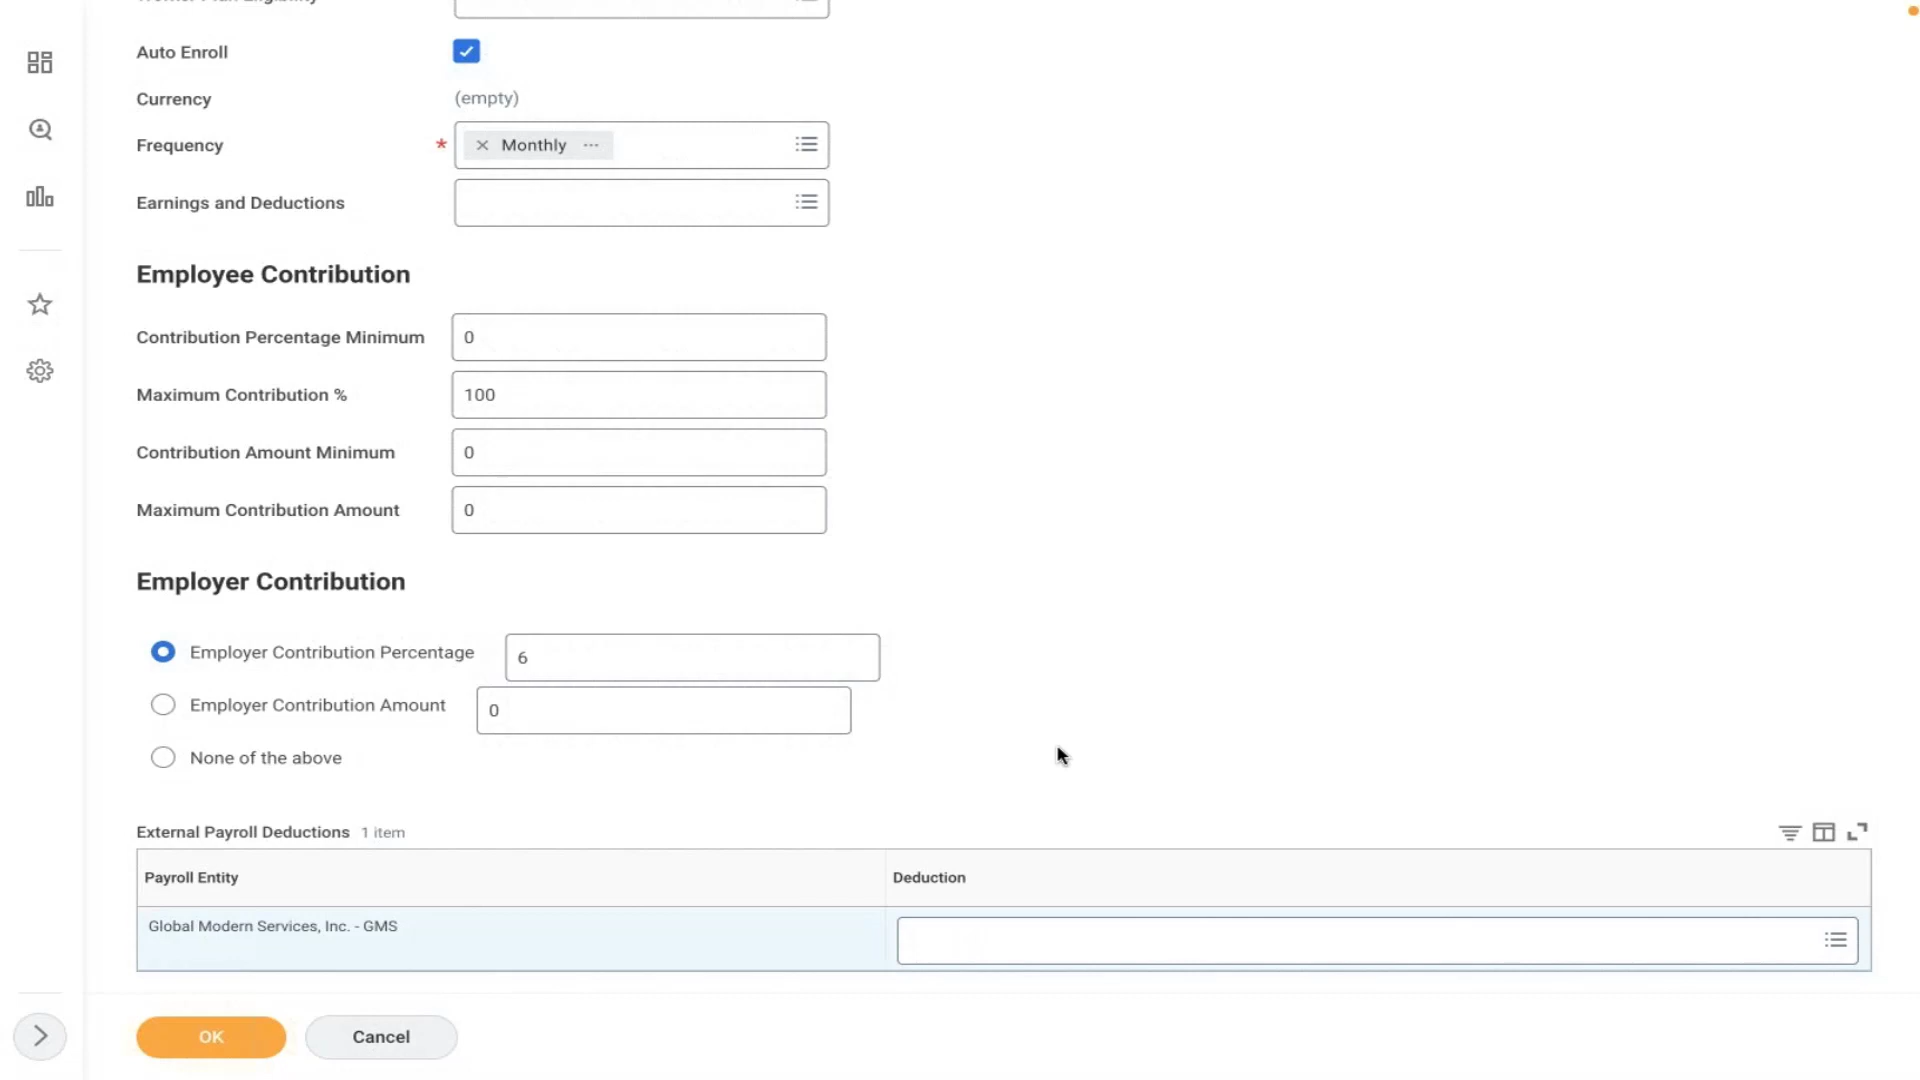 Auto Enroll
Currency (empty)
Frequency * Monthly
Earnings and Deductions
Employee Contribution
Contribution Percentage Minimum 0
Maximum Contribution % 100
Contribution Amount Minimum 0
Maximum Contribution Amount 0
Employer Contribution
Employer Contribution Percentage 6
Employer Contribution Amount 0
None of the above
External Payroll Deductions 1 item
Payroll Entity Deduction
Global Modern Services, Inc. - GMS
OK Cancel